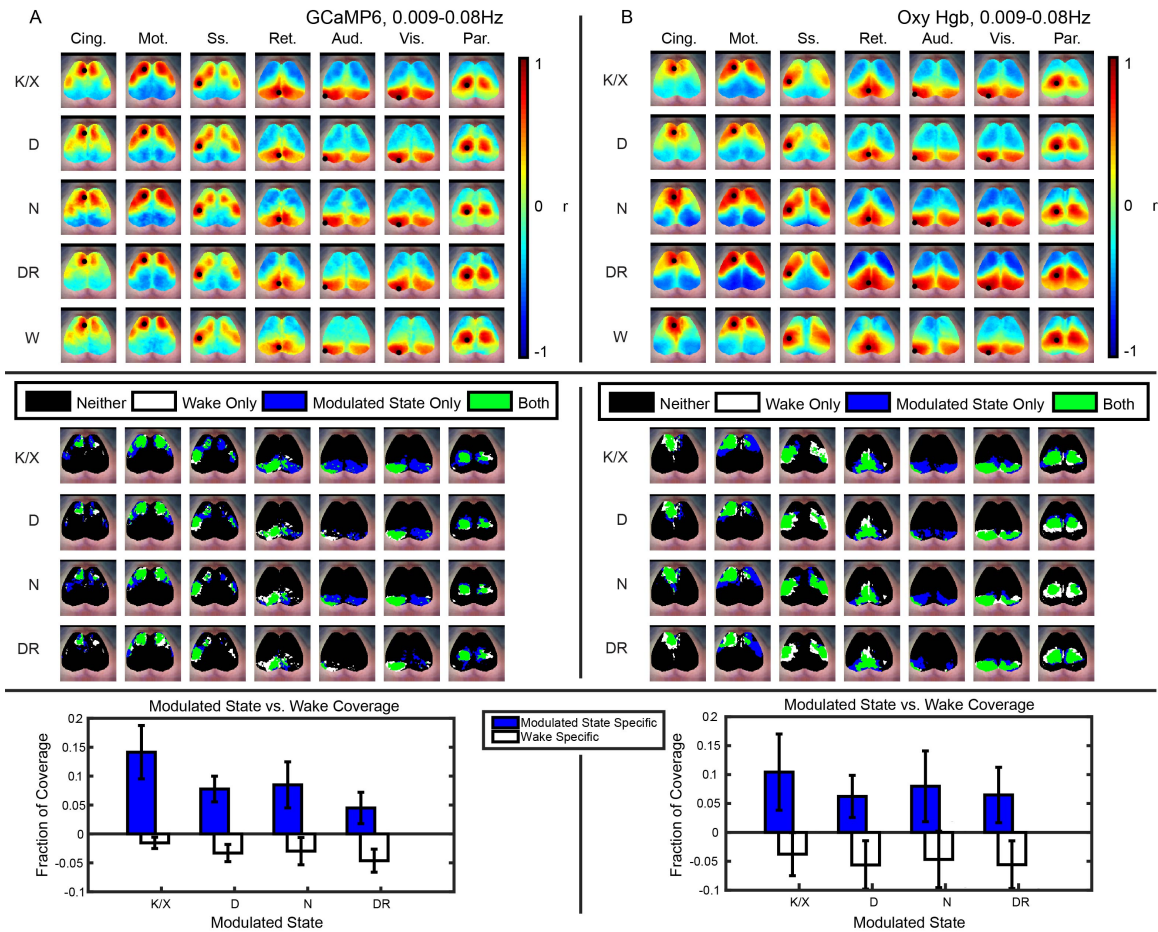 A
GCaMP6, 0.009-0.08Hz
Cing. Mot. Ss. Ret. Aud. Vis. Par.
K/X
D
N
DR
W
1
0 r
-1
Neither Wake Only Modulated State Only Both
K/X
D
N
DR
Modulated State vs. Wake Coverage
Fraction of Coverage
0.2
0.15
0.1
0.05
0
-0.05
-0.1
K/X D N DR
Modulated State
Modulated State Specific
Wake Specific
B
Oxy Hgb, 0.009-0.08Hz
Cing. Mot. Ss. Ret. Aud. Vis. Par.
K/X
D
N
DR
W
1
0 r
-1
Neither Wake Only Modulated State Only Both
K/X
D
N
DR
Modulated State vs. Wake Coverage
Fraction of Coverage
0.2
0.15
0.1
0.05
0
-0.05
-0.1
K/X D N DR
Modulated State